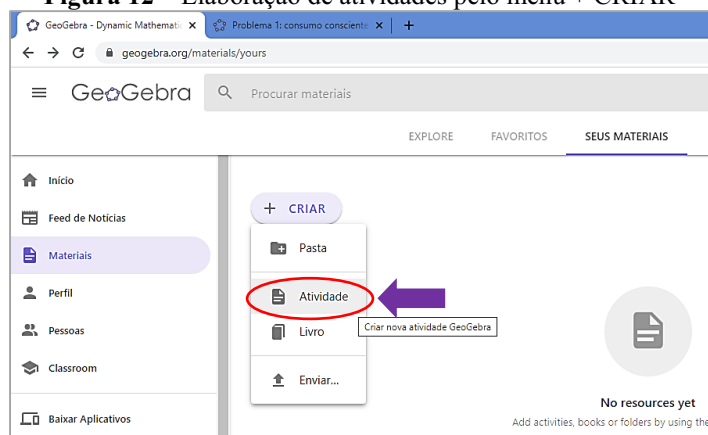 Figura 12 – Elaboração de atividades pelo menu + CRIAR
GeoGebra - Dynamic Mathemati
Problema 1: consumo consciente
geogebra.org/materials/yours
GeoGebra
Procurar materiais
EXPLORE FAVORITOS SEUS MATERIAIS
Início
Feed de Notícias
Materiais
Perfil
Pessoas
Classroom
Baixar Aplicativos
+ CRIAR
Pasta
Atividade
Criar nova atividade GeoGebra
Livro
Enviar...
No resources yet
Add activities, books or folders by using the